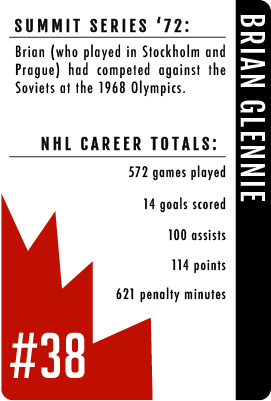 SUMMIT SERIES ‘72:
Brian (who played in Stockholm and
Prague) had competed against the
Soviets at the 1968 Olympics.
NHL CAREER TOTALS:
572 games played
14 goals scored
100 assists
114 points
621 penalty minutes
#38
BRIAN GLENNIE